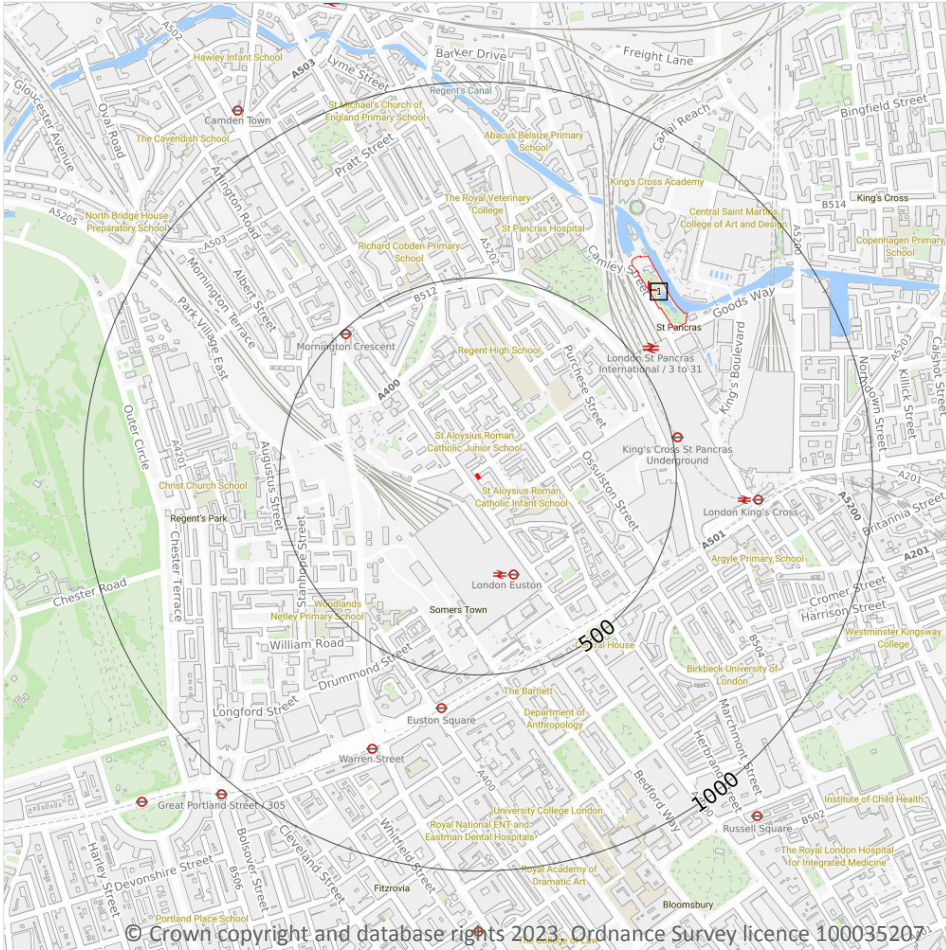 A502
Hawley Infant School
A503
Lyme Street
Barker Drive
Freight Lane
Gloucester Avenue
Oval Road
Camden Town
St Michael's Church of
England Primary School
Regent's Canal
Canal Reach
Bingfield Street
The Cavendish School
Pratt Street
Abacus Belsize Primary
School
Arlington Road
King's Cross Academy
King's Cross
B514
A5205
North Bridge House
Preparatory School
The Royal Veterinary
College
Central Saint Martins
College of Art and Design
A503
St Pancras Hospital
Richard Cobden Primary
School
A5202
A5203
Copenhagen Primary
School
Mornington Terrace
Albert Street
Camley Street
1
Park Village East
B512
Goods Way
St Pancras
Mornington Crescent
Regent High School
Purchese Street
London St Pancras
International / 3 to 31
King's Boulevard
A5203
Calshot Street
Killick Street
A400
Outer Circle
St Aloysius Roman
Catholic Junior School
King's Cross St Pancras
Underground
A4201
Augustus Street
Ossulston Street
Christ Church School
St Aloysius Roman
Catholic Infant School
A201
London King's Cross
A5200
Regent's Park
Britannia Street
Chester Terrace
Stanhope Street
A501
A201
Argyle Primary School
Chester Road
London Euston
Cromer Street
Woodlands
Netley Primary School
Somers Town
Harrison Street
500
William Road
B504
Westminster Kingsway
College
Drummond Street
Birkbeck University of
London
The Bartlett
Longford Street
Euston Square
Department of
Anthropology
Marchmont Street
Warren Street
A400
Bedford Way
1000
Great Portland Street / 305
University College London
Institute of Child Health
Royal National ENT and
Eastman Dental Hospitals
Russell Square
B502
Harley Street
Bolsover Street
Cleveland Street
Whitfield Street
The Royal London Hospital
for Integrated Medicine
Devonshire Street
B506
Royal Academy of
Dramatic Art
Fitzrovia
Bloomsbury
Portland Place School
The College of Law
© Crown copyright and database rights 2023. Ordnance Survey licence 100035207